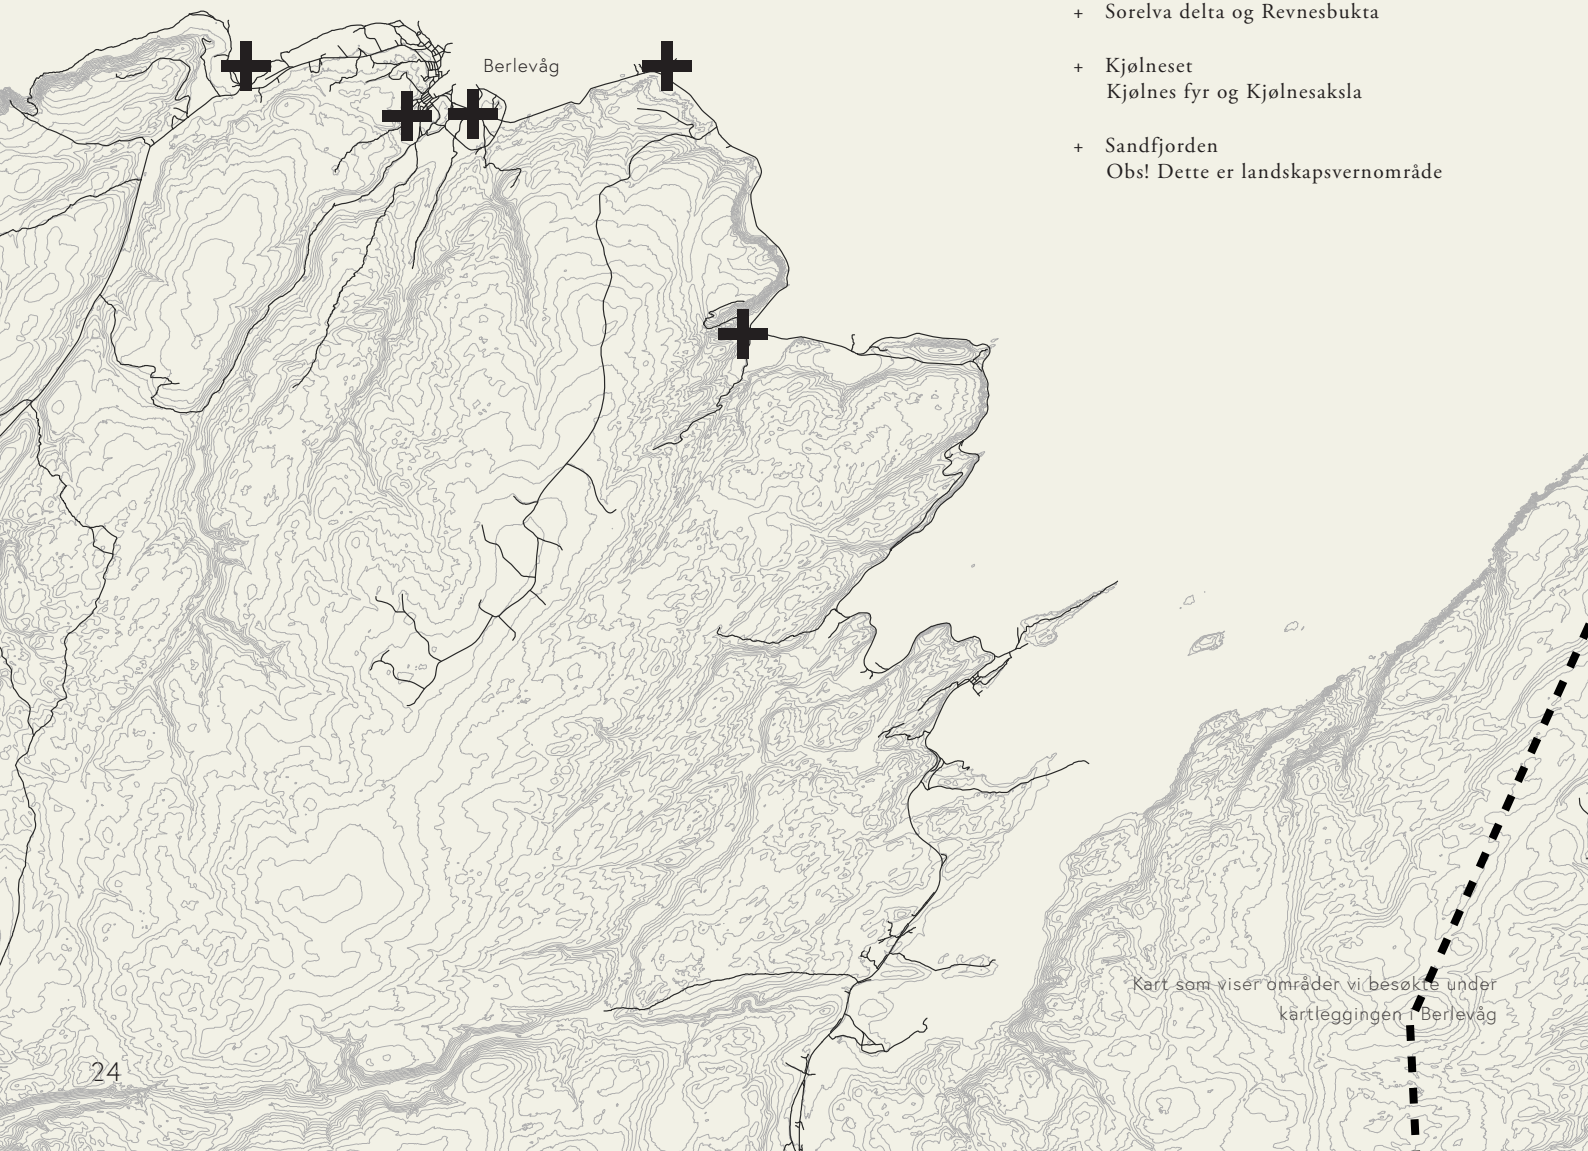 + Sorelva delta og Revnesbukta
+ Kjølneset
Kjølnes fyr og Kjølnesaksla
+ Sandfjorden
Obs! Dette er landskapsvernområde
Berlevåg
Kart som viser områder vi besøkte under
kartleggingen i Berlevåg
24